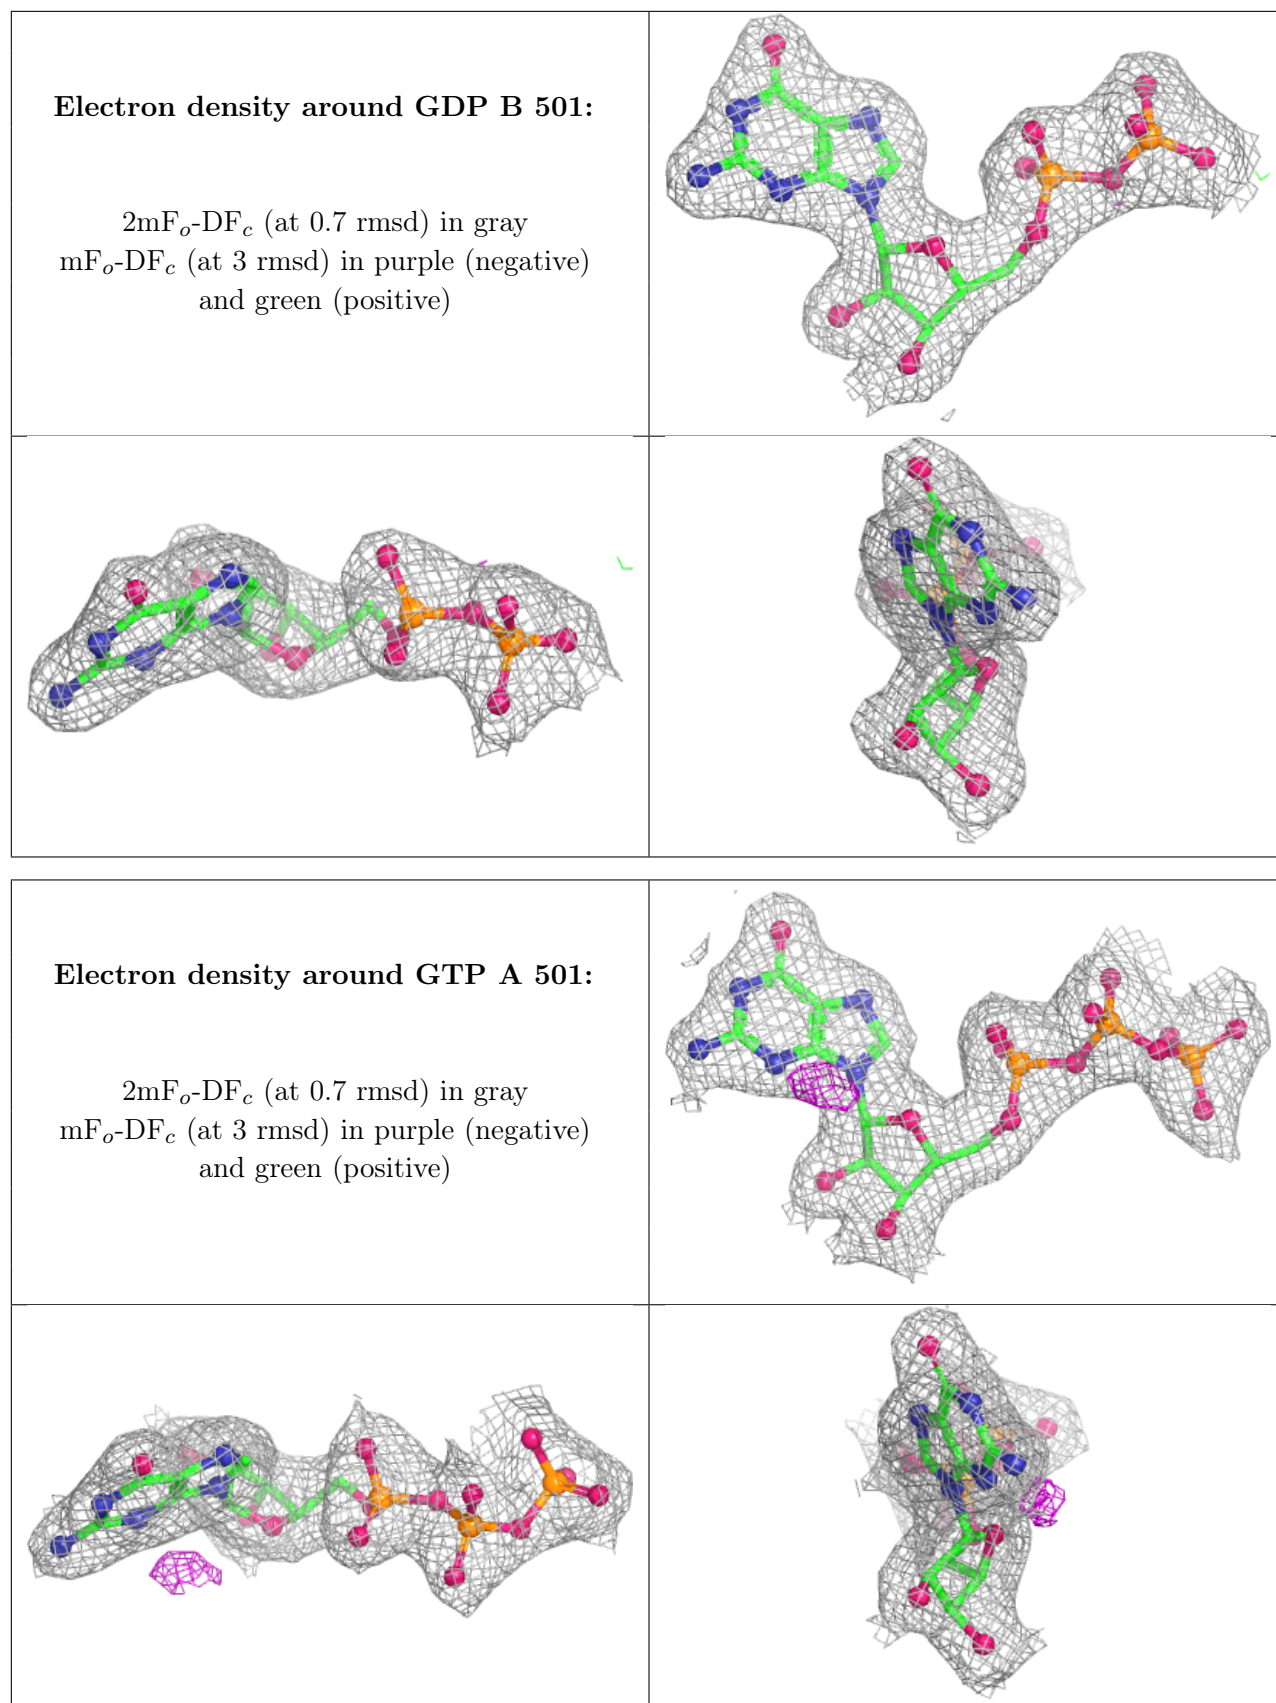 Electron density around GDP B 501:
2mFo-DFc (at 0.7 rmsd) in gray
mFo-DFc (at 3 rmsd) in purple (negative)
and green (positive)
Electron density around GTP A 501:
2mFo-DFc (at 0.7 rmsd) in gray
mFo-DFc (at 3 rmsd) in purple (negative)
and green (positive)